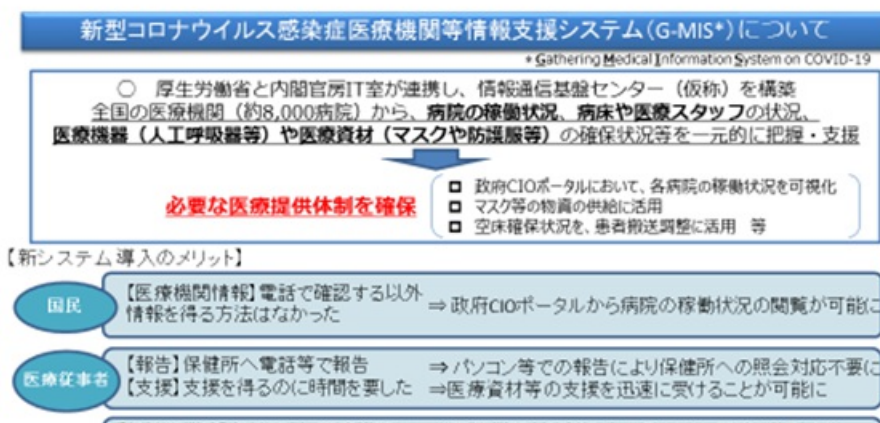 新型コロナウイルス感染症医療機関等情報支援システム(G-MIS*)について
* Gathering Medical Information System on COVID-19
○ 厚生労働省と内閣官房IT室が連携し、情報通信基盤センター（仮称）を構築
全国の医療機関（約8,000病院）から、病院の稼働状況、病床や医療スタッフの状況、
医療機器（人工呼吸器等）や医療資材（マスクや防護服等）の確保状況等を一元的に把握・支援
必要な医療提供体制を確保
政府CIOポータルにおいて、各病院の稼働状況を可視化
マスク等の物資の供給に活用
空床確保状況を、患者搬送調整に活用 等
【新システム導入のメリット】
国民
【医療機関情報】電話で確認する以外
情報を得る方法はなかった
⇒政府CIOポータルから病院の稼働状況の閲覧が可能に
医療従事者
【報告】保健所へ電話等で報告
【支援】支援を得るのに時間を要した
⇒パソコン等での報告により保健所への照会対応不要に
⇒医療資材等の支援を迅速に受けることが可能に